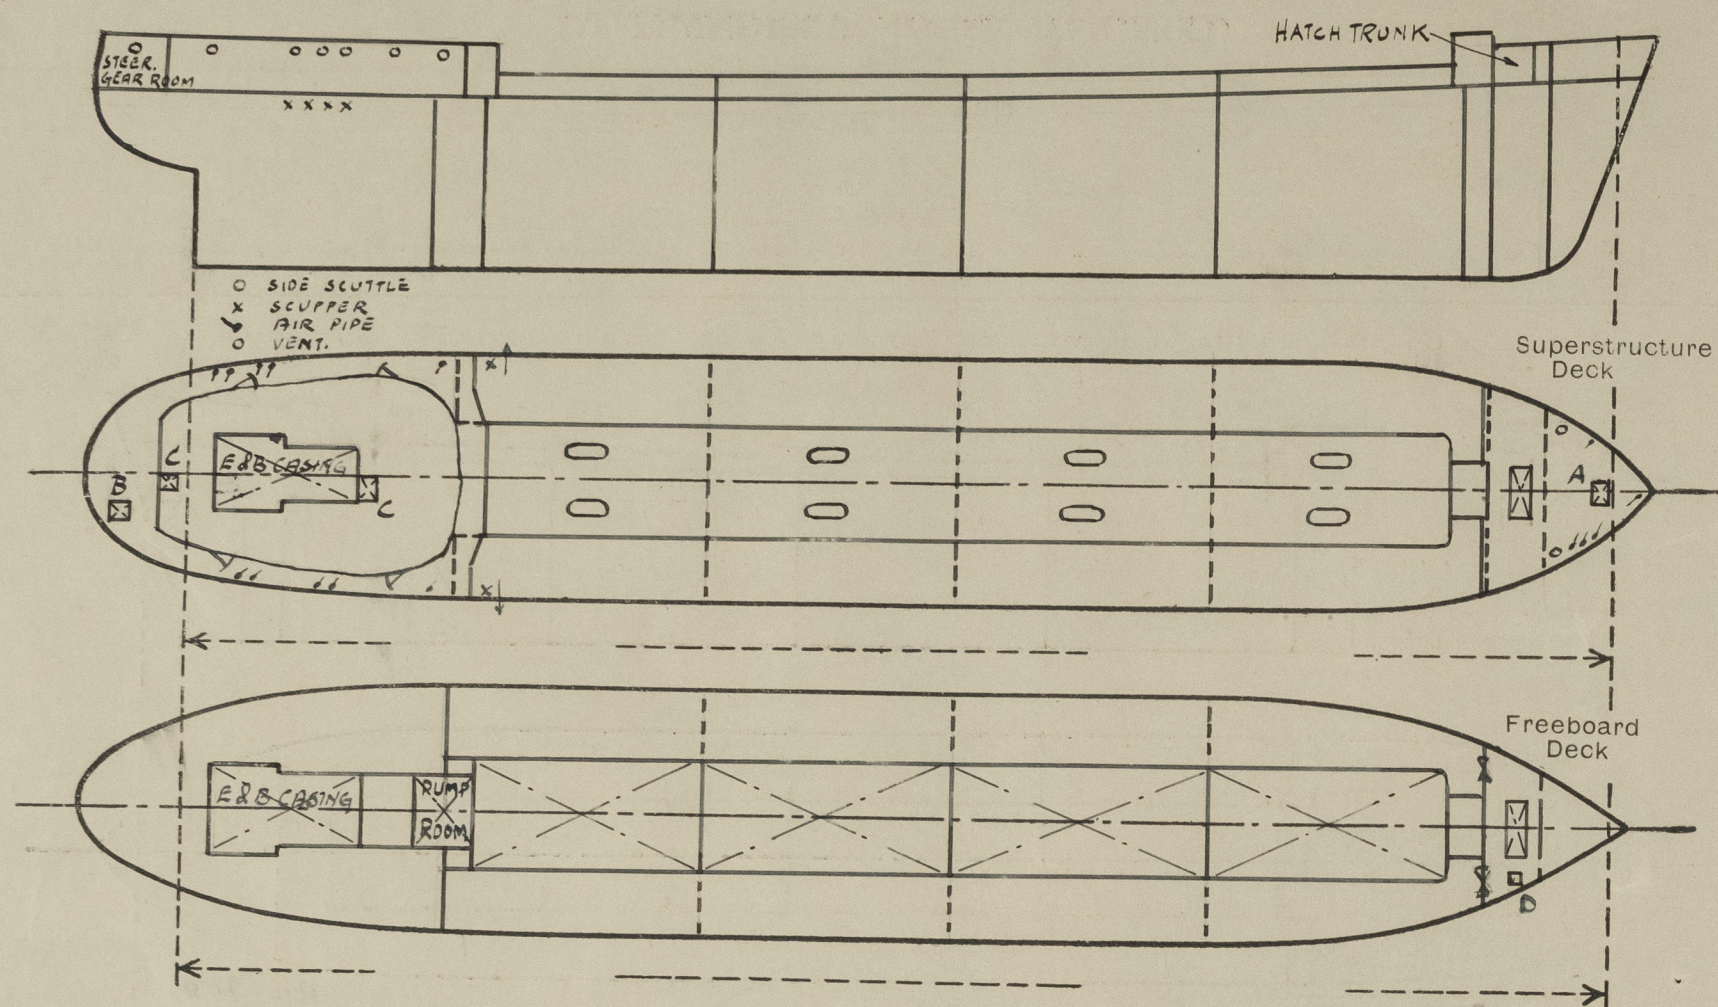 HATCH TRUNK
STEER.
GEAR ROOM
x x x x
O SIDE SCUTTLE
x SCUPPER
AIR PIPE
O VENT.
Superstructure
Deck
x
C
E & B CASING
B
A
C
x
Freeboard
Deck
E & B CASING
PUMP
ROOM
D